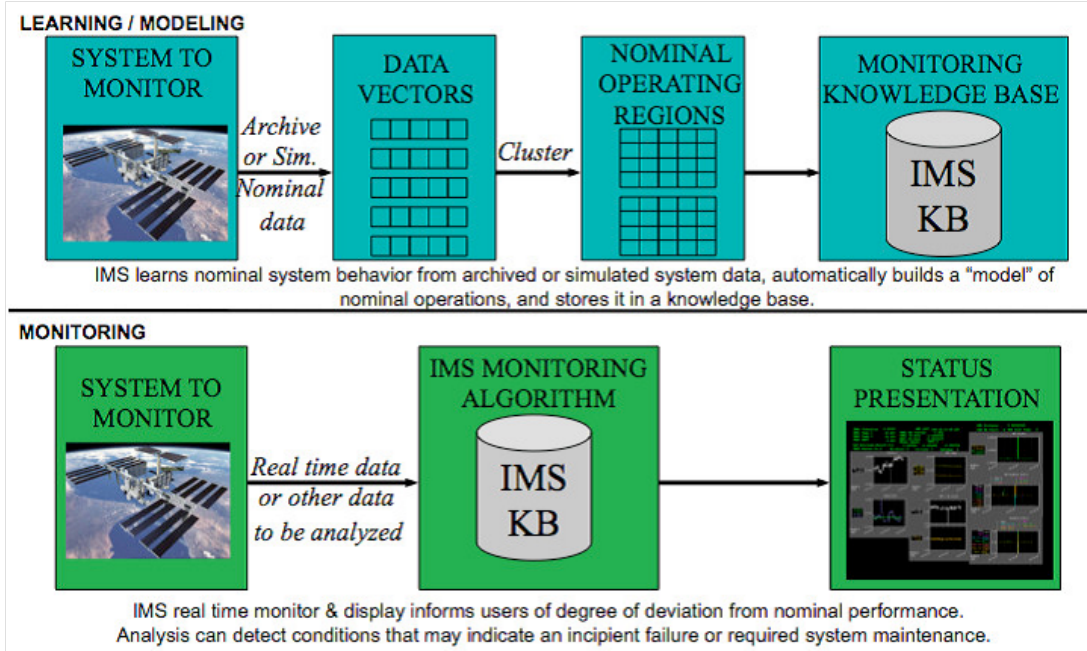 LEARNING / MODELING
SYSTEM TO
MONITOR
Archive
or Sim.
Nominal
data
DATA
VECTORS
Cluster
NOMINAL
OPERATING
REGIONS
MONITORING
KNOWLEDGE BASE
IMS
KB
IMS learns nominal system behavior from archived or simulated system data, automatically builds a “model” of
nominal operations, and stores it in a knowledge base.
MONITORING
SYSTEM TO
MONITOR
Real time data
or other data
to be analyzed
IMS MONITORING
ALGORITHM
IMS
KB
STATUS
PRESENTATION
IMS real time monitor & display informs users of degree of deviation from nominal performance.
Analysis can detect conditions that may indicate an incipient failure or required system maintenance.